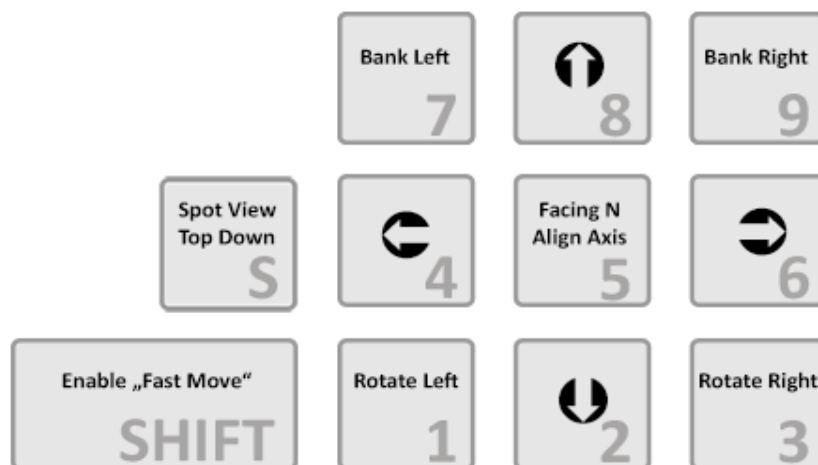 Bank Left
7
8
Bank Right
9
Spot View
Top Down
S
4
Facing N
Align Axis
5
6
Enable „Fast Move“
SHIFT
Rotate Left
1
2
Rotate Right
3